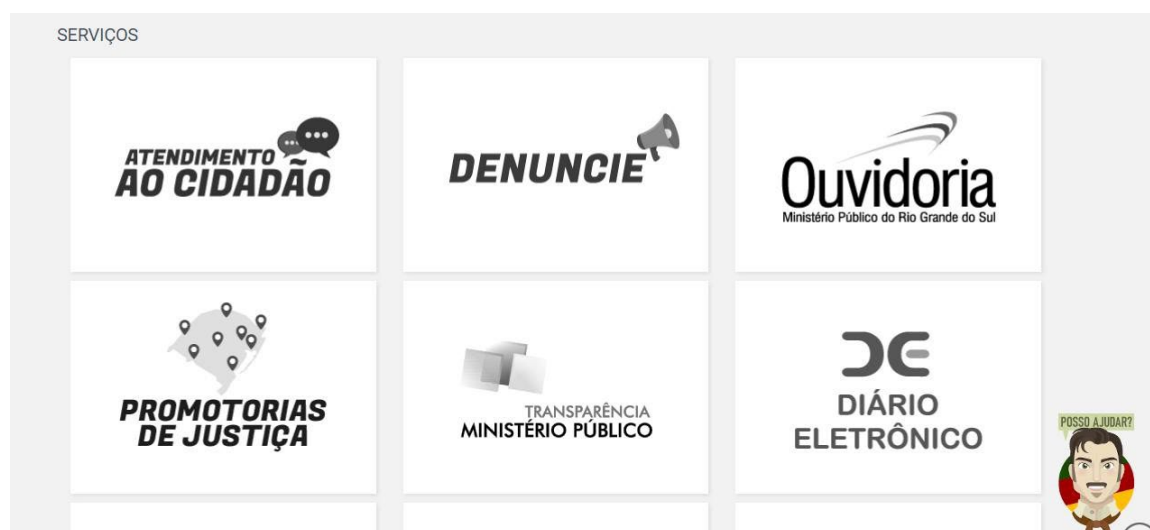 SERVIÇOS
ATENDIMENTO
AO CIDADÃO
DENUNCIE
Ouvidoria
Ministério Público do Rio Grande do Sul
PROMOTORIAS
DE JUSTIÇA
TRANSPARÊNCIA
MINISTÉRIO PÚBLICO
DE
DIÁRIO
ELETRÔNICO
POSSO AJUDAR?